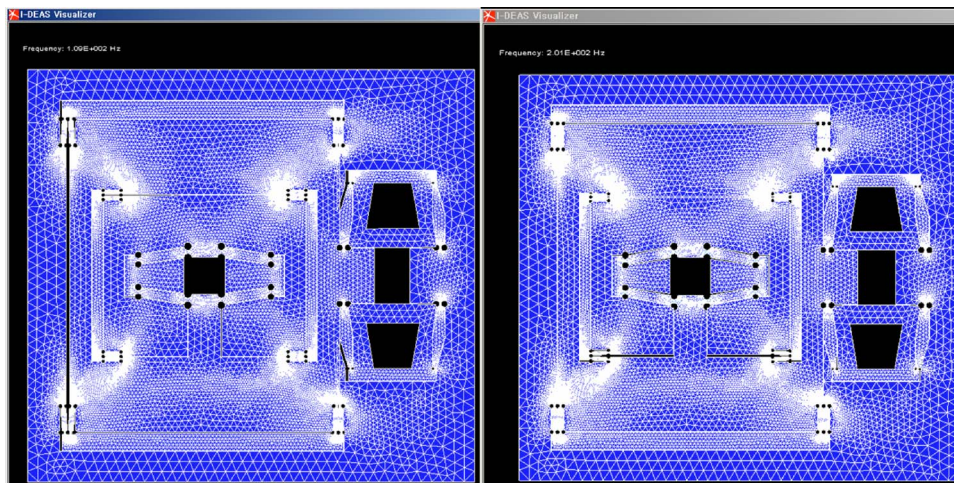 I-DEAS Visualizer
Frequency: 1.09E+002 Hz
I-DEAS Visualizer
Frequency: 2.01E+002 Hz